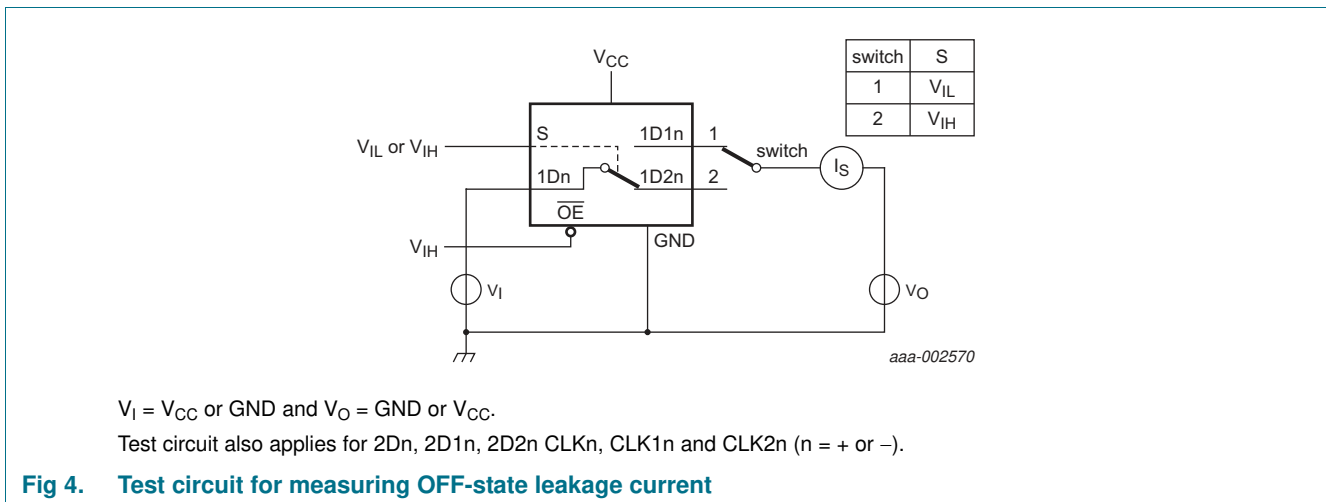 VCC
switch S
1 VIL
2 VIH
S
1D1n
1
switch
VIL or VIH
IS
1Dn
1D2n
2
OE
GND
VIH
VI
VO
aaa-002570
VI = VCC or GND and VO = GND or VCC.
Test circuit also applies for 2Dn, 2D1n, 2D2n CLKn, CLK1n and CLK2n (n = + or −).
Fig 4. Test circuit for measuring OFF-state leakage current